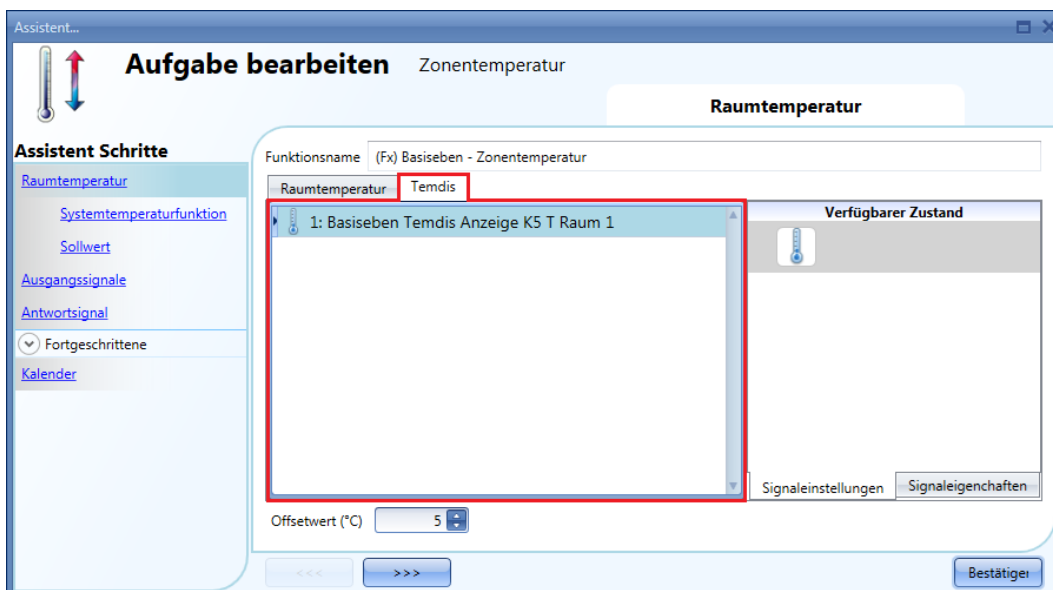 Assistent...
Aufgabe bearbeiten Zonentemperatur
Raumtemperatur
Assistent Schritte
Raumtemperatur
Systemtemperaturfunktion
Sollwert
Ausgangssignale
Antwortsignal
Fortgeschrittene
Kalender
Funktionsname (Fx) Basiseben - Zonentemperatur
Raumtemperatur Temdis
1: Basiseben Temdis Anzeige K5 T Raum 1
Verfügbarer Zustand
Signaleinstellungen Signaleigenchaften
Offsetwert (°C) 5
<<< >>> Bestätiger